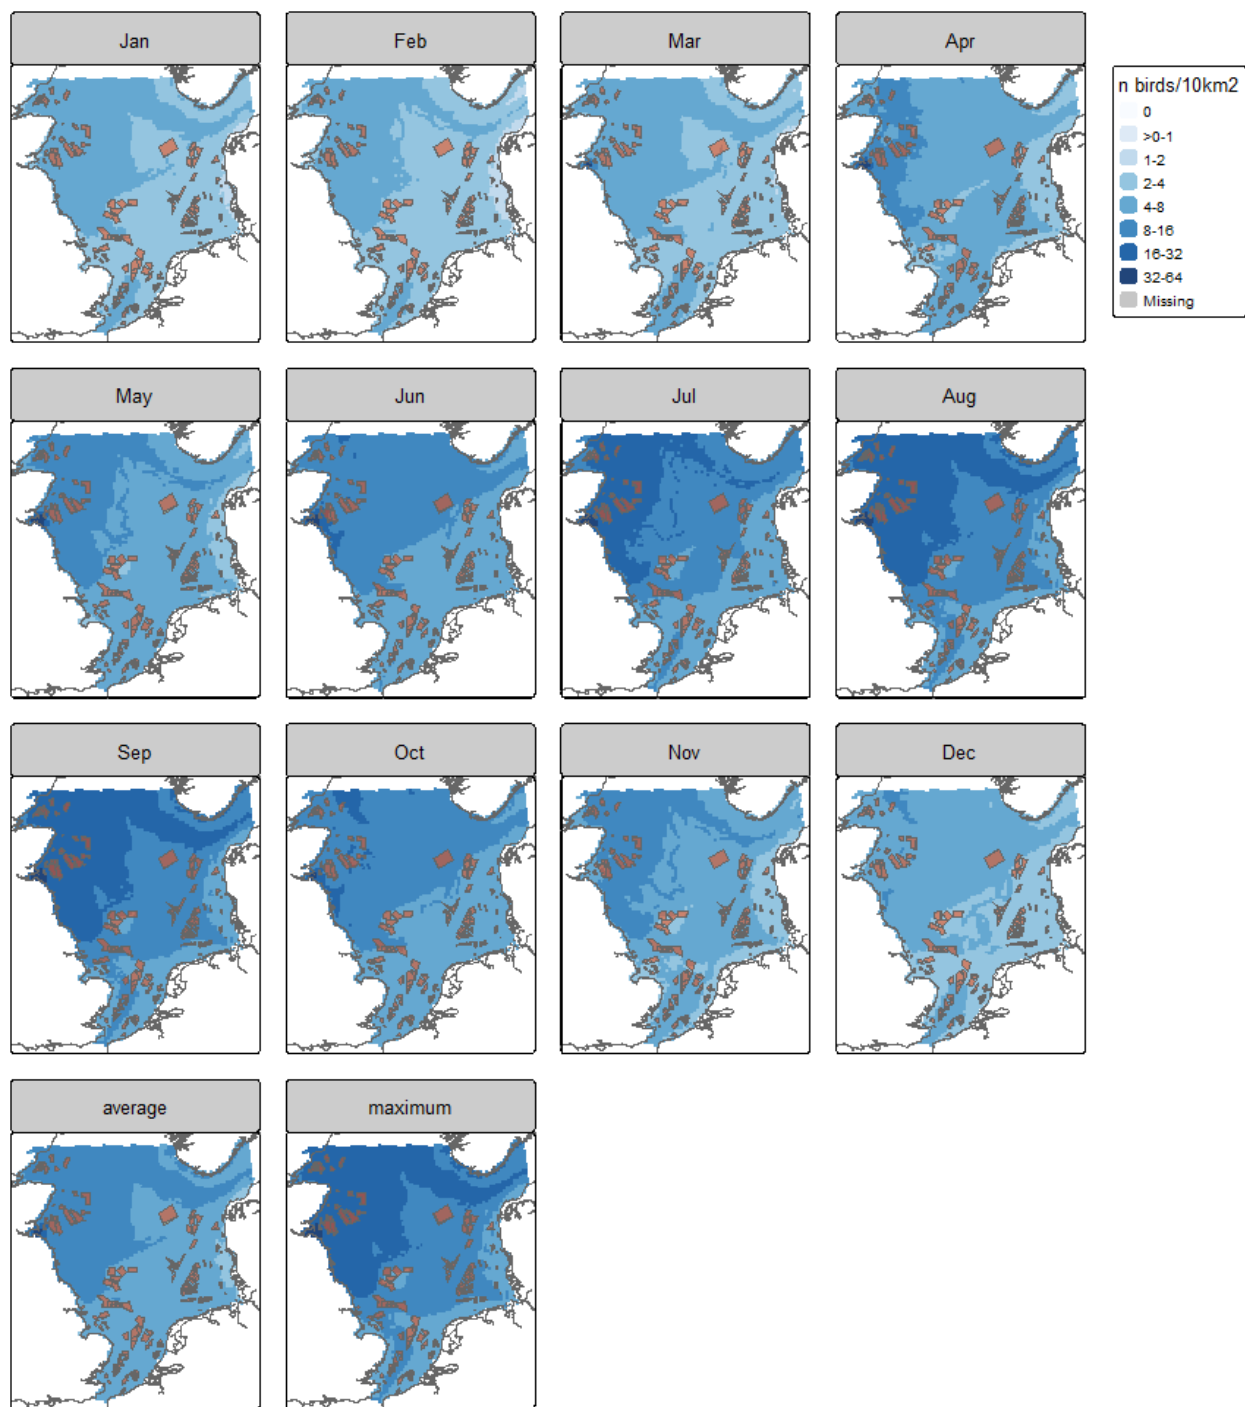 Jan
Feb
Mar
Apr
n birds/10km2
0
>0-1
1-2
2-4
4-8
8-16
16-32
32-64
Missing
May
Jun
Jul
Aug
Sep
Oct
Nov
Dec
average
maximum